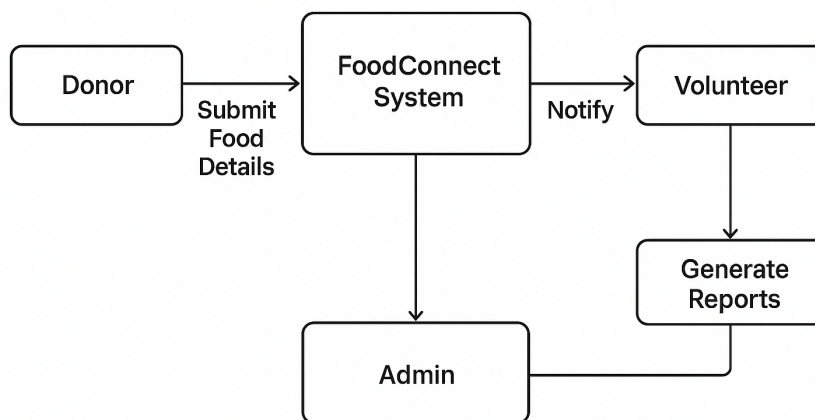 Donor
Submit
Food
Details
FoodConnect
System
Notify
Volunteer
Generate
Reports
Admin